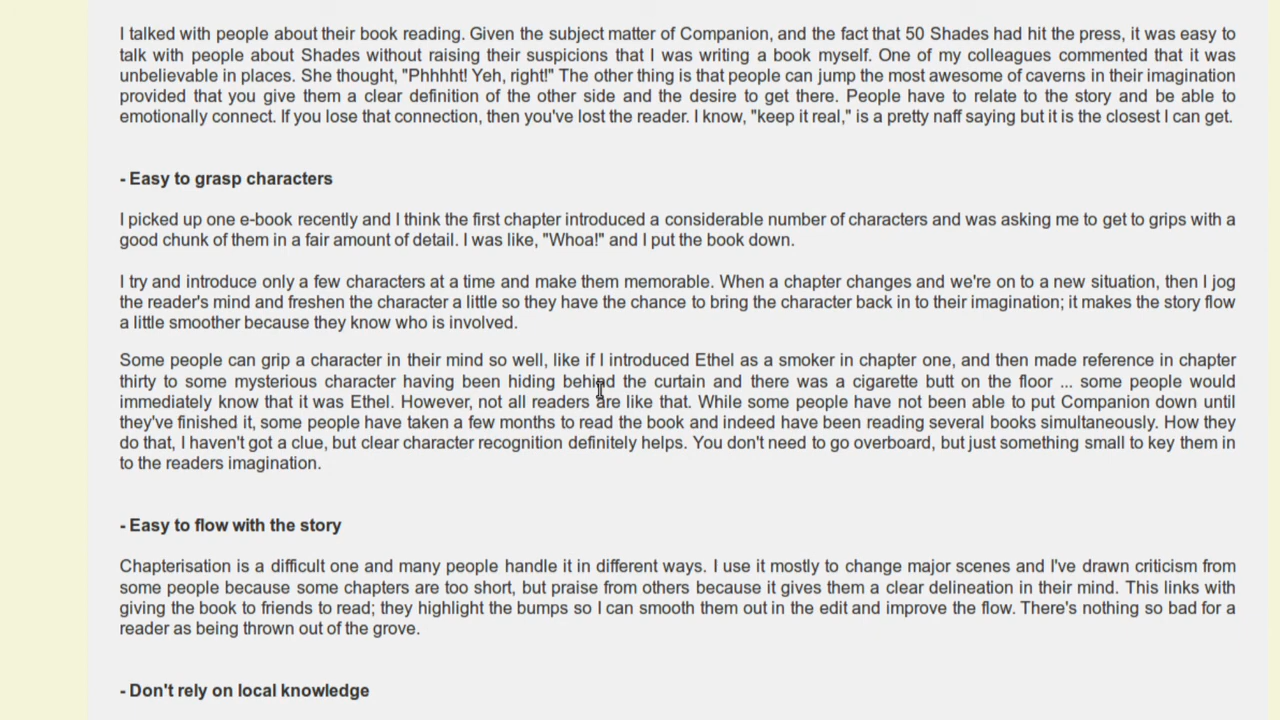 I talked with people about their book reading. Given the subject matter of Companion, and the fact that 50 Shades had hit the press, it was easy to
talk with people about Shades without raising their suspicions that I was writing a book myself. One of my colleagues commented that it was
unbelievable in places. She thought, "Phhhht! Yeh, right!" The other thing is that people can jump the most awesome of caverns in their imagination
provided that you give them a clear definition of the other side and the desire to get there. People have to relate to the story and be able to
emotionally connect. If you lose that connection, then you've lost the reader. I know, "keep it real," is a pretty naff saying but it is the closest I can get.
- Easy to grasp characters
I picked up one e-book recently and I think the first chapter introduced a considerable number of characters and was asking me to get to grips with a
good chunk of them in a fair amount of detail. I was like, "Whoa!" and I put the book down.
I try and introduce only a few characters at a time and make them memorable. When a chapter changes and we're on to a new situation, then I jog
the reader's mind and freshen the character a little so they have the chance to bring the character back in to their imagination; it makes the story flow
a little smoother because they know who is involved.
Some people can grip a character in their mind so well, like if I introduced Ethel as a smoker in chapter one, and then made reference in chapter
thirty to some mysterious character having been hiding behind the curtain and there was a cigarette butt on the floor ... some people would
immediately know that it was Ethel. However, not all readers are like that. While some people have not been able to put Companion down until
they've finished it, some people have taken a few months to read the book and indeed have been reading several books simultaneously. How they
do that, I haven't got a clue, but clear character recognition definitely helps. You don't need to go overboard, but just something small to key them in
to the readers imagination.
- Easy to flow with the story
Chapterisation is a difficult one and many people handle it in different ways. I use it mostly to change major scenes and I've drawn criticism from
some people because some chapters are too short, but praise from others because it gives them a clear delineation in their mind. This links with
giving the book to friends to read; they highlight the bumps so I can smooth them out in the edit and improve the flow. There's nothing so bad for a
reader as being thrown out of the grove.
- Don't rely on local knowledge